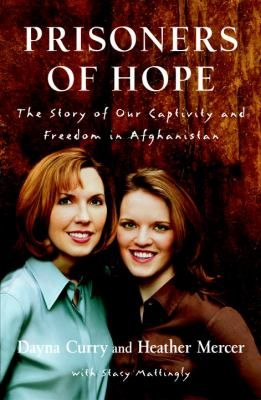 PRISONERS
OF HOPE
The Story of Our Captivity and
Freedom in Afghanistan
Dayna Curry and Heather Mercer
with Stacy Mattingly